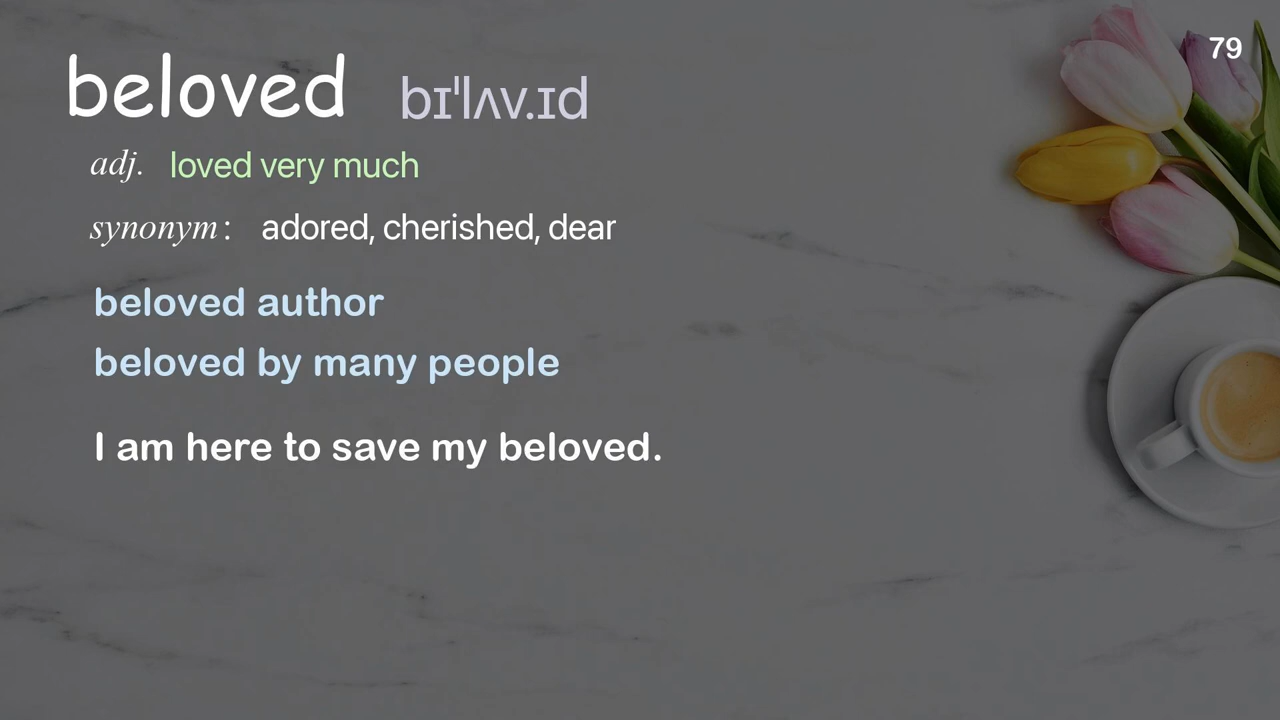 79
beloved bɪˈlʌv.ɪd
adj. loved very much
synonym: adored, cherished, dear
beloved author
beloved by many people
I am here to save my beloved.